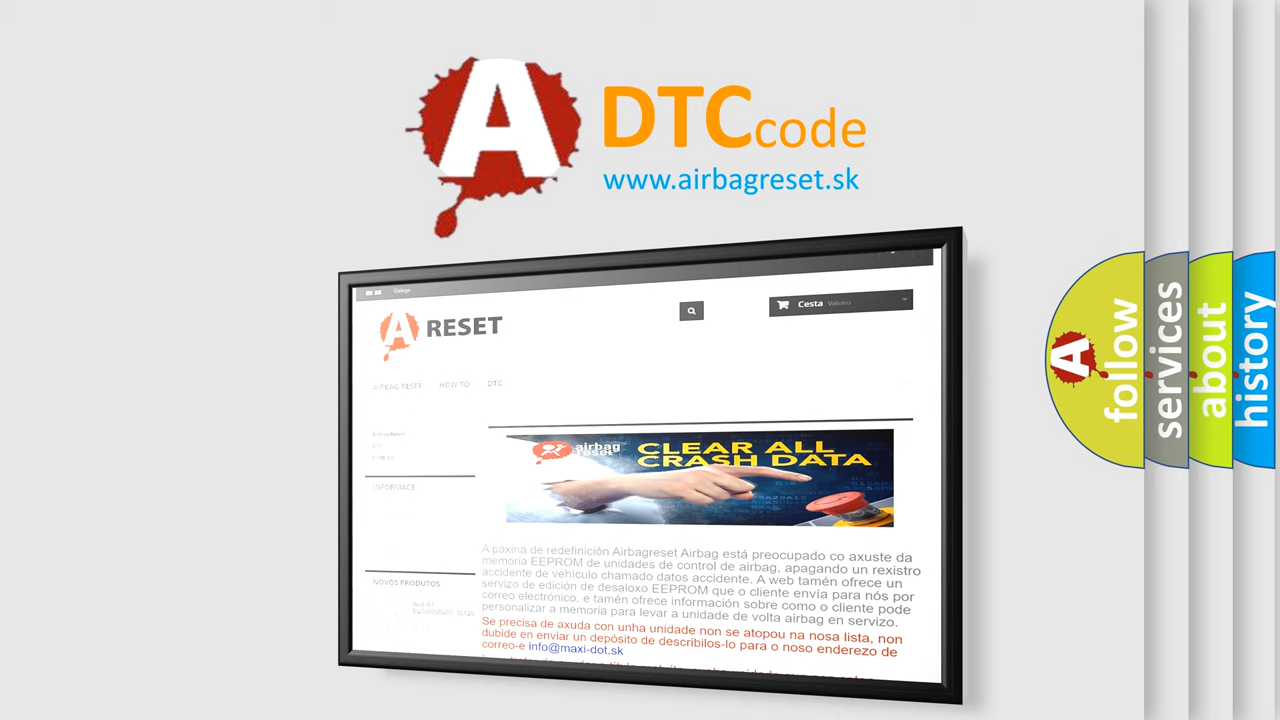 A DTC code
www.airbagreset.sk
Galego
A RESET
Cesta Valeiro
AIRBAG RESET HOW TO DTC
INFORMACE
NOVOS PRODUTOS
airbag reset
CLEAR ALL
CRASH DATA
A páxina de redefinición Airbagreset Airbag está preocupado co axuste da
memoria EEPROM de unidades de control de airbag, apagando un rexistro
accidente de vehículo chamado datos accidente. A web tamén ofrece un
servizo de edición de desaloxo EEPROM que o cliente envía para nós por
correo electrónico, e tamén ofrece información sobre como o cliente pode
personalizar a memoria para levar a unidade de volta airbag en servizo.
Se precisa de axuda con unha unidade non se atopou na nosa lista, non
dubide en enviar un depósito de describilos-lo para o noso enderezo de
correo-e info@maxi-dot.sk
A follow
services
about
history